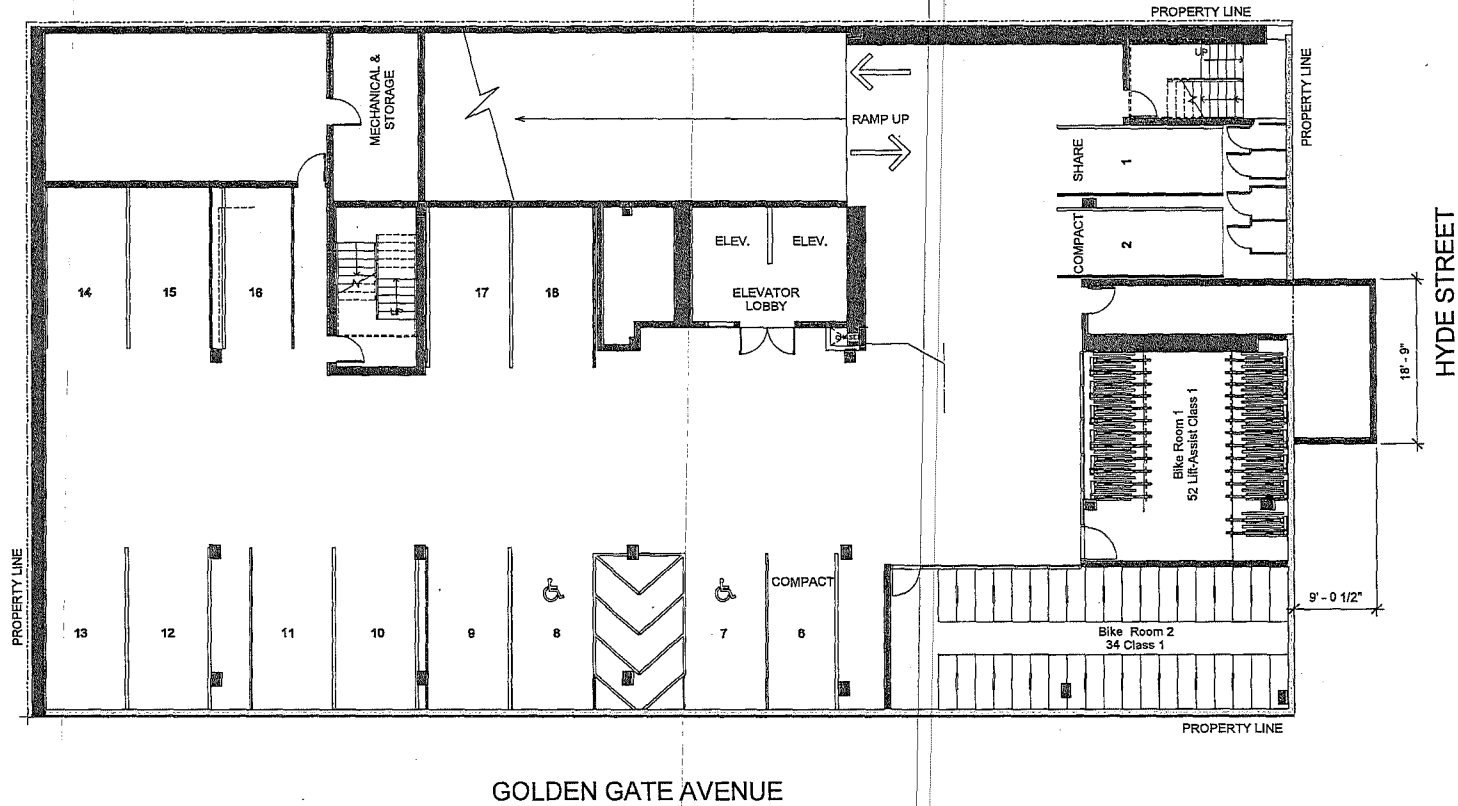 PROPERTY LINE
UP
PROPERTY LINE
MECHANICAL &
STORAGE
RAMP UP
SHARE
1
COMPACT
2
HYDE STREET
ELEV.
ELEV.
ELEVATOR
LOBBY
14
15
16
UP
17
18
18' - 9"
Bike Room 1
52 Lift-Assist Class 1
PROPERTY LINE
COMPACT
13
12
11
10
9
8
7
6
9' - 0 1/2"
Bike Room 2
34 Class 1
PROPERTY LINE
GOLDEN GATE AVENUE